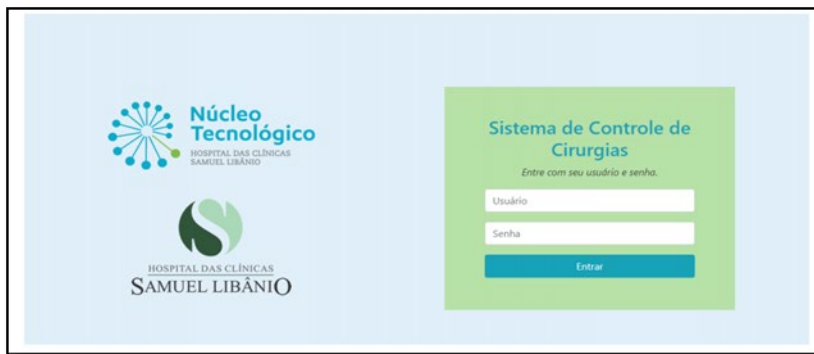 Núcleo
Tecnológico
HOSPITAL DAS CLÍNICAS
SAMUEL LIBÂNIO
HOSPITAL DAS CLÍNICAS
SAMUEL LIBÂNIO
Sistema de Controle de
Cirurgias
Entre com seu usuário e senha.
Usuário
Senha
Entrar